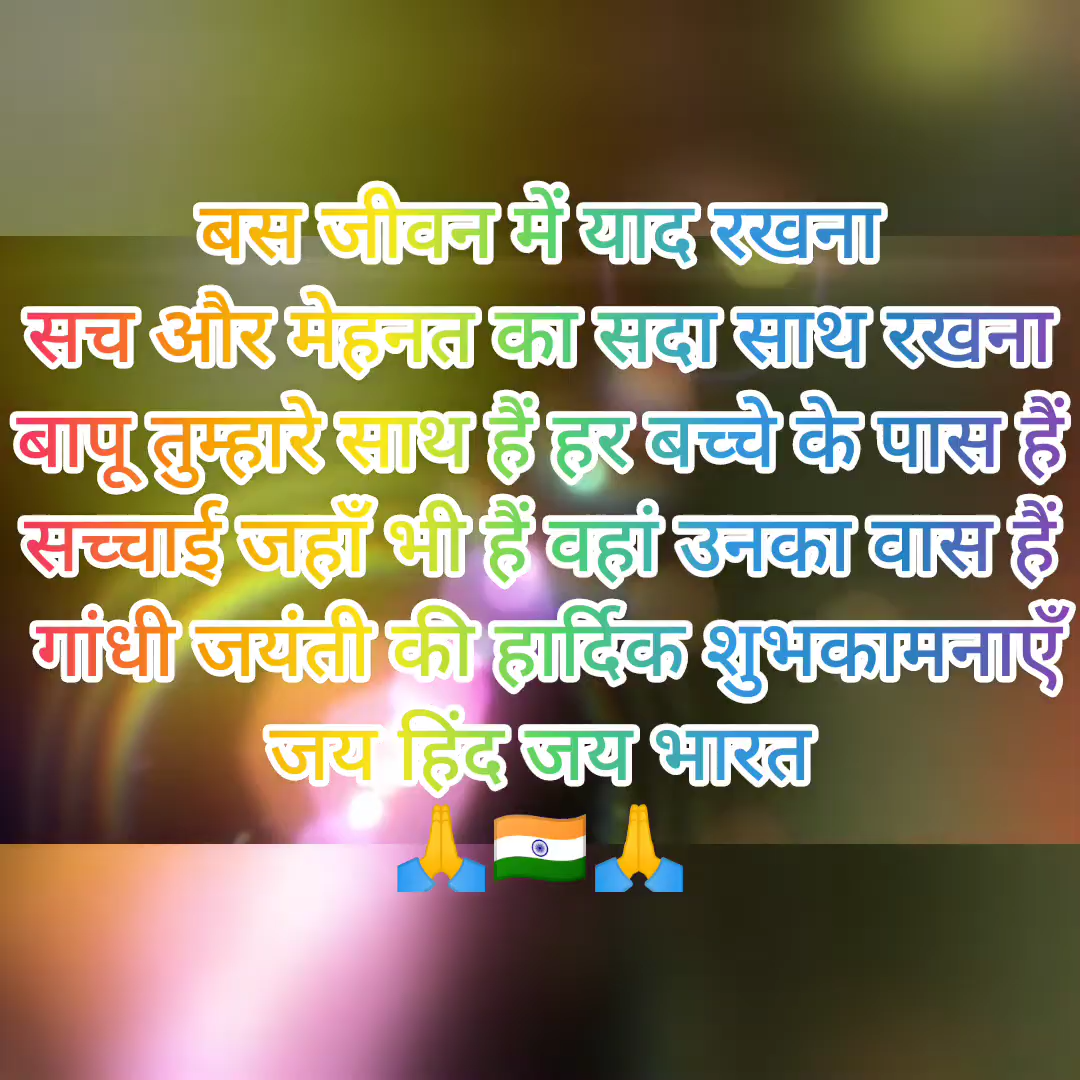 बस जीवन में याद रखना
सच और मेहनत का सदा साथ रखना
बापू तुम्हारे साथ हैं हर बच्चे के पास हैं
सच्चाई जहाँ भी हैं वहां उनका वास हैं
गांधी जयंती की हार्दिक शुभकामनाएँ
जय हिंद जय भारत
🙏🇮🇳🙏